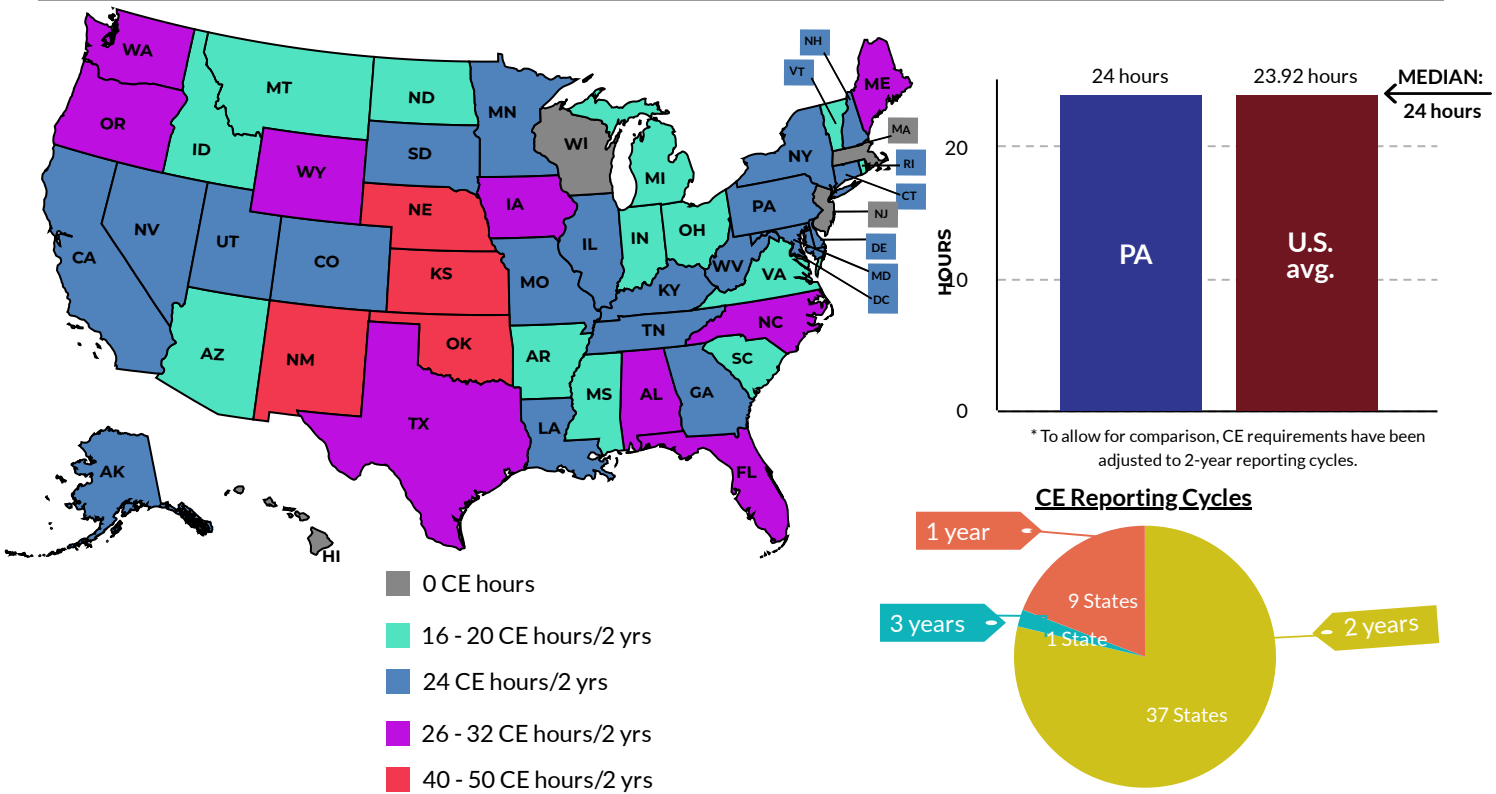 WA
MT
ND
MN
OR
ID
SD
WI
WY
MI
NY
ME
NH
VT
MA
RI
CT
NJ
DE
MD
DC
NE
IA
PA
NV
UT
CO
CA
KS
IL
IN
OH
MO
WV
VA
KY
NC
TN
AZ
NM
OK
AR
SC
MS
AL
GA
TX
LA
FL
AK
HI
0 CE hours
16 - 20 CE hours/2 yrs
24 CE hours/2 yrs
26 - 32 CE hours/2 yrs
40 - 50 CE hours/2 yrs
24 hours
23.92 hours
MEDIAN:
24 hours
20
10
0
HOURS
PA
U.S.
avg.
* To allow for comparison, CE requirements have been
adjusted to 2-year reporting cycles.
CE Reporting Cycles
1 year
9 States
3 years
1 State
2 years
37 States